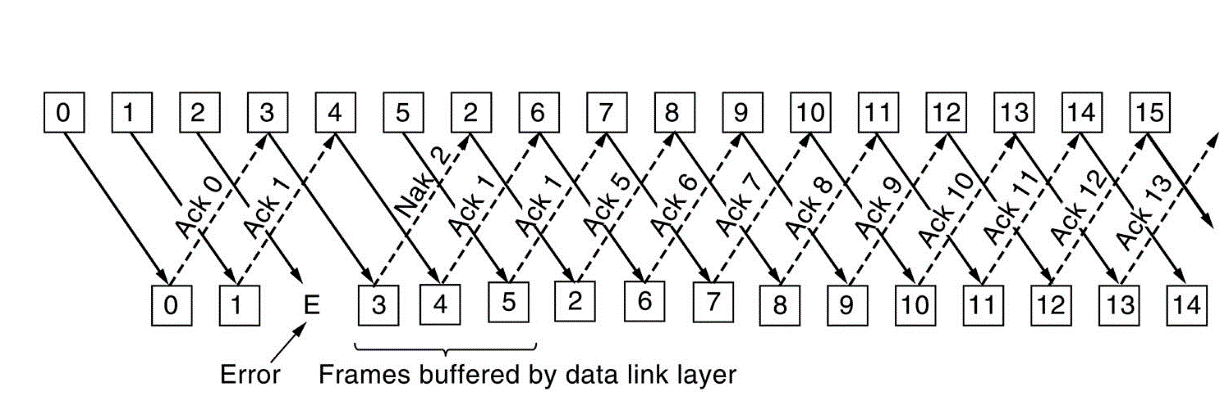 0 1 2 3 4 5 2 6 7 8 9 10 11 12 13 14 15
Ack 0 Ack 1 Nak 2 Ack 1 Ack 1 Ack 5 Ack 6 Ack 7 Ack 8 Ack 9 Ack 10 Ack 11 Ack 12 Ack 13
0 1 E 3 4 5 2 6 7 8 9 10 11 12 13 14
Error Frames buffered by data link layer